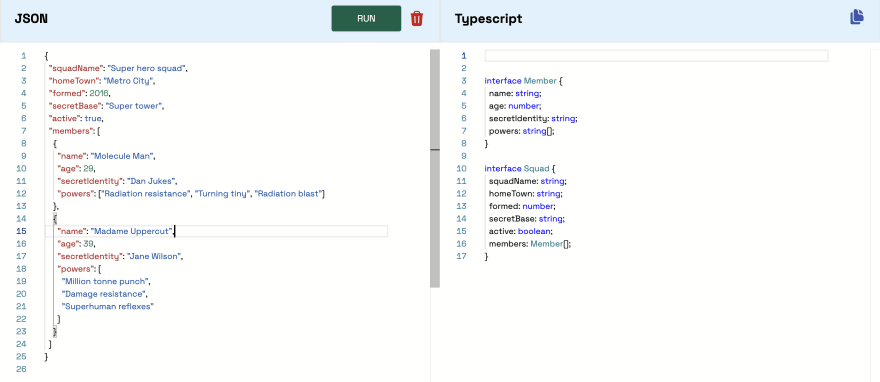 JSON
RUN
Typescript
1 {
2 "squadName": "Super hero squad",
3 "homeTown": "Metro City",
4 "formed": 2016,
5 "secretBase": "Super tower",
6 "active": true,
7 "members": [
8 {
9 "name": "Molecule Man",
10 "age": 29,
11 "secretIdentity": "Dan Jukes",
12 "powers": ["Radiation resistance", "Turning tiny", "Radiation blast"]
13 },
14 {
15 "name": "Madame Uppercut",
16 "age": 39,
17 "secretIdentity": "Jane Wilson",
18 "powers": [
19 "Million tonne punch",
20 "Damage resistance",
21 "Superhuman reflexes"
22 ]
23 }
24 ]
25 }
26
1
2
3 interface Member {
4 name: string;
5 age: number;
6 secretIdentity: string;
7 powers: string[];
8 }
9
10 interface Squad {
11 squadName: string;
12 homeTown: string;
13 formed: number;
14 secretBase: string;
15 active: boolean;
16 members: Member[];
17 }